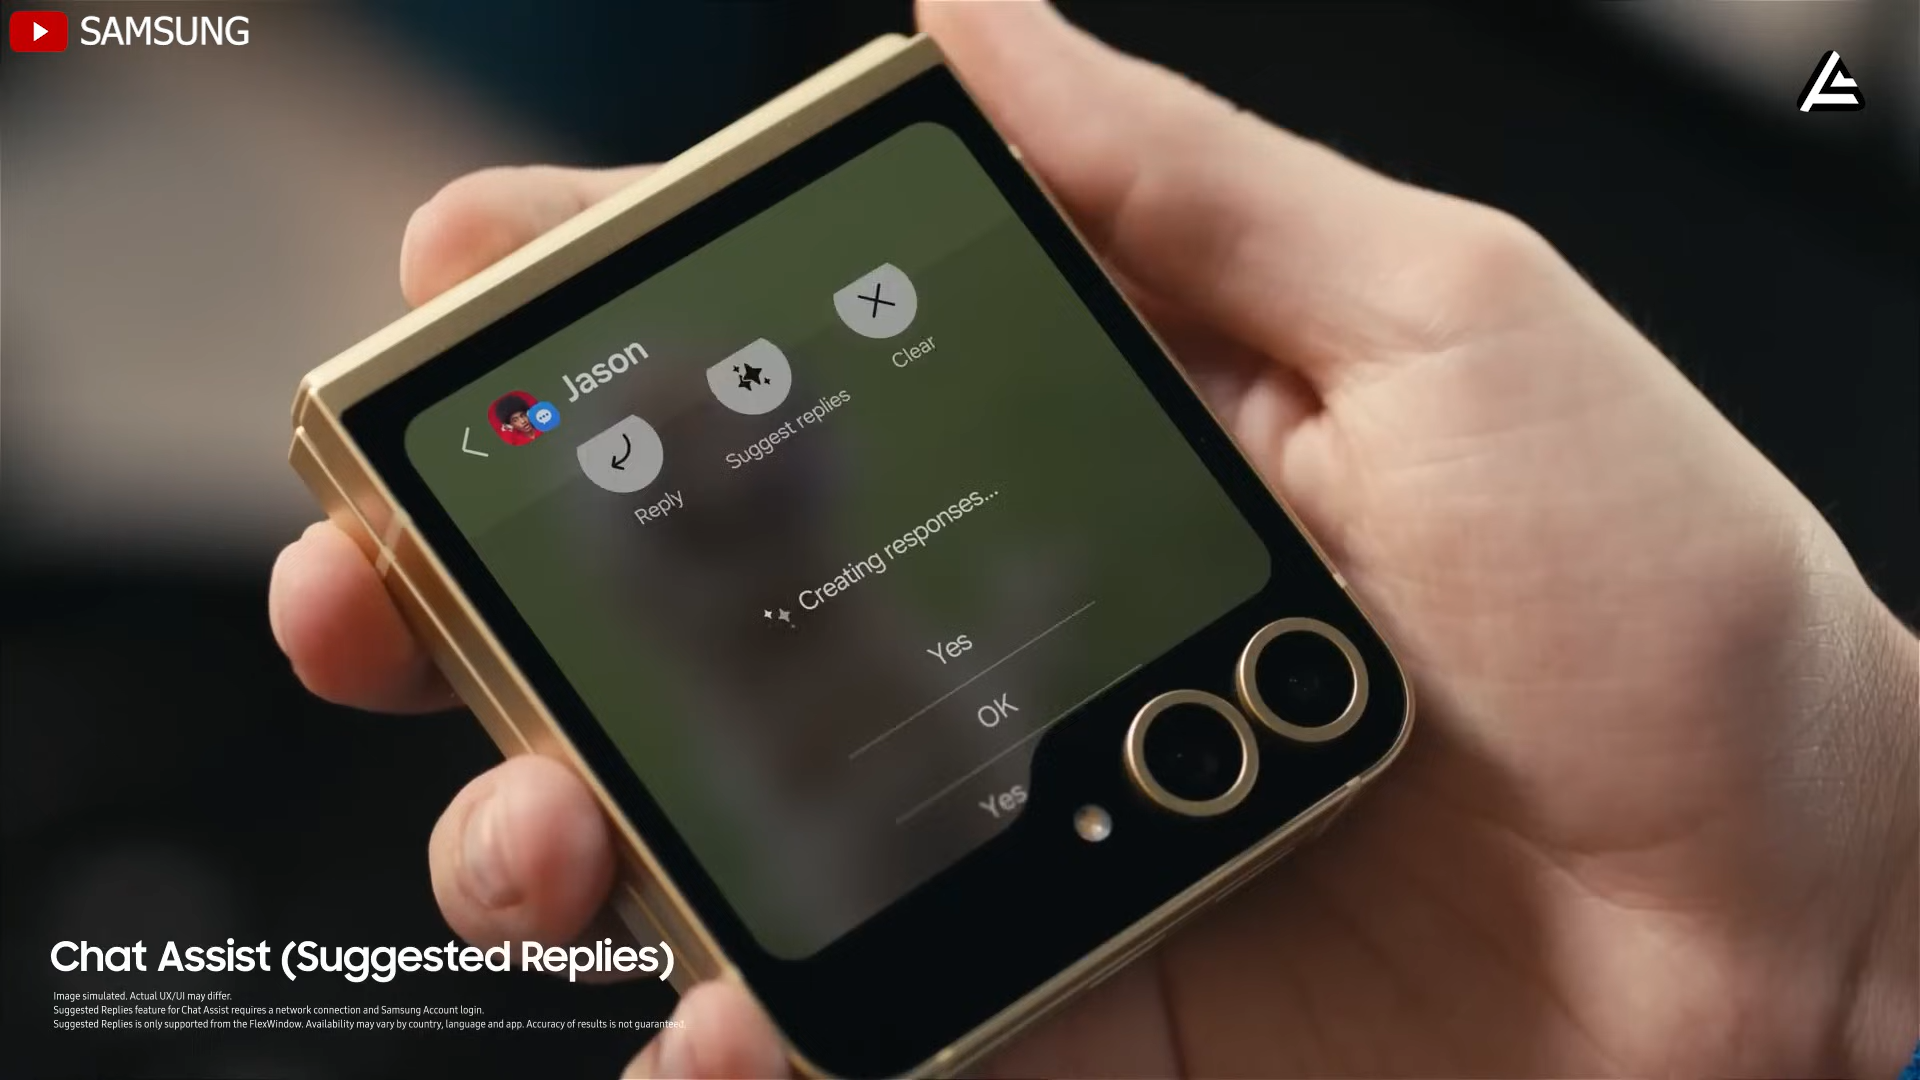 SAMSUNG
Jason
Reply
Suggest replies
Clear
Creating responses...
Yes
OK
Yes
Chat Assist (Suggested Replies)
Image simulated. Actual UX/UI may differ.
Suggested Replies feature for Chat Assist requires a network connection and Samsung Account login.
Suggested Replies is only supported from the FlexWindow. Availability may vary by country, language and app. Accuracy of results is not guaranteed.